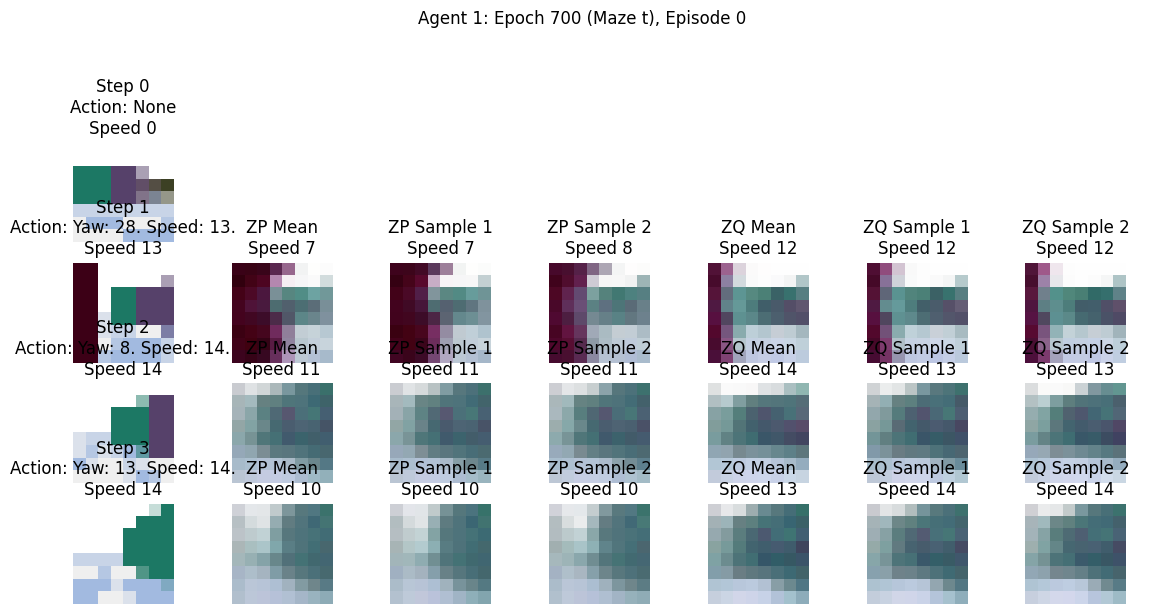 Agent 1: Epoch 700 (Maze t), Episode 0
Step 0
Action: None
Speed 0
Step 1
Action: Yaw: 28. Speed: 13.
Speed 13
ZP Mean
Speed 7
ZP Sample 1
Speed 7
ZP Sample 2
Speed 8
ZQ Mean
Speed 12
ZQ Sample 1
Speed 12
ZQ Sample 2
Speed 12
Step 2
Action: Yaw: 8. Speed: 14.
Speed 14
ZP Mean
Speed 11
ZP Sample 1
Speed 11
ZP Sample 2
Speed 11
ZQ Mean
Speed 14
ZQ Sample 1
Speed 13
ZQ Sample 2
Speed 13
Step 3
Action: Yaw: 13. Speed: 14.
Speed 14
ZP Mean
Speed 10
ZP Sample 1
Speed 10
ZP Sample 2
Speed 10
ZQ Mean
Speed 13
ZQ Sample 1
Speed 14
ZQ Sample 2
Speed 14